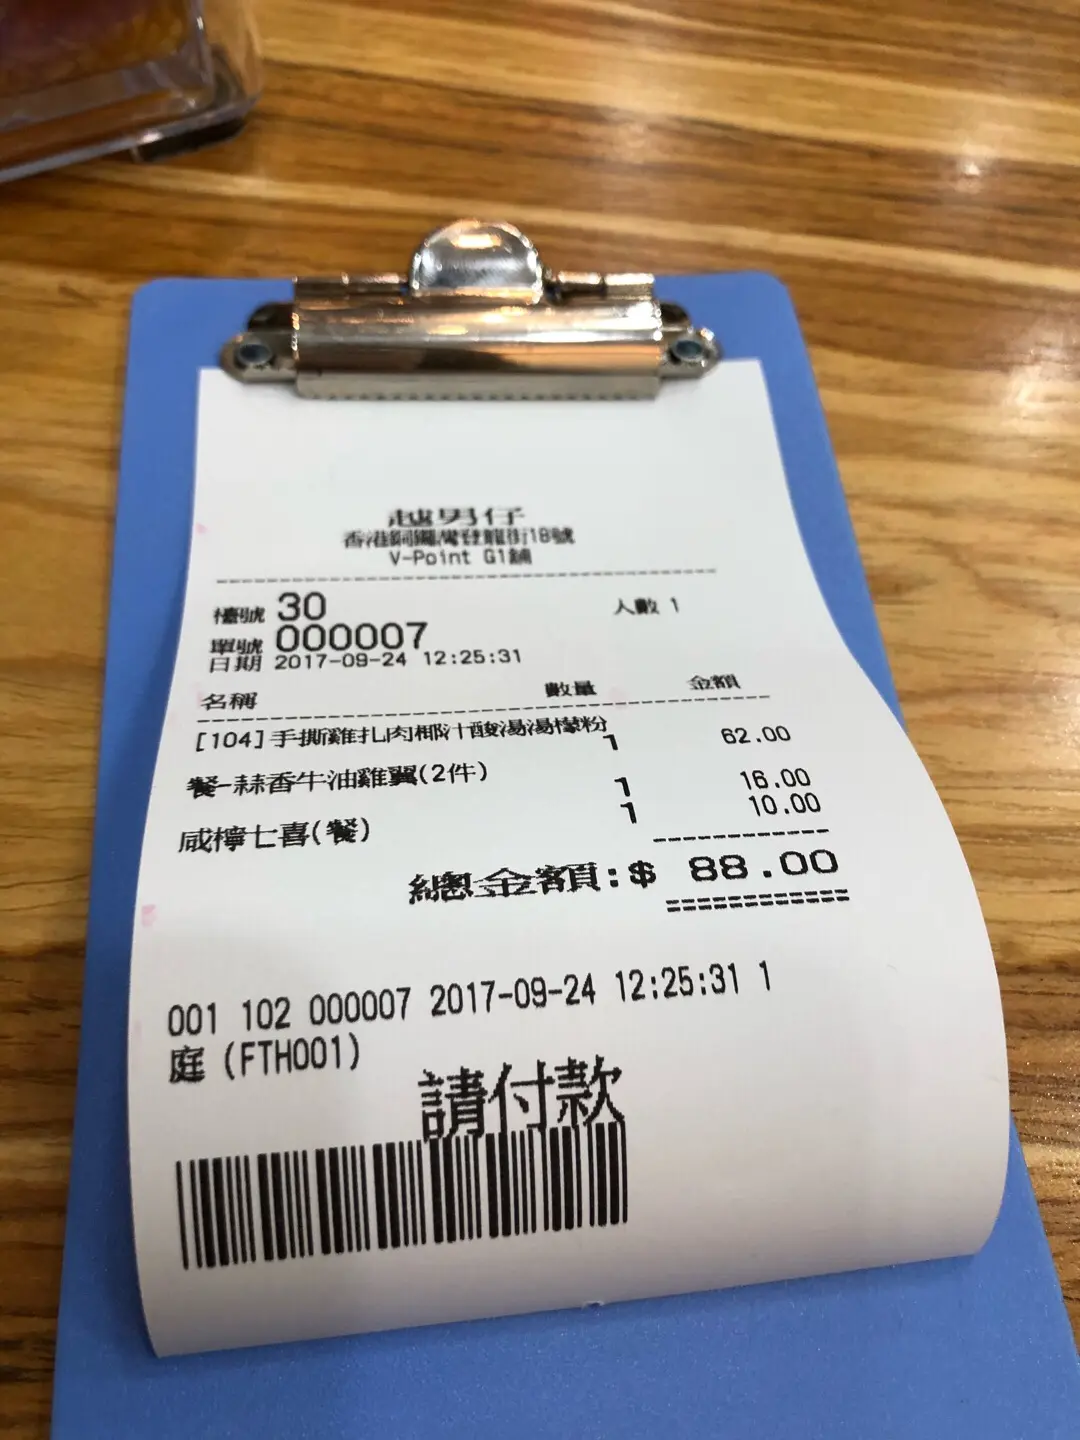 越男仔
香港銅鑼灣登龍街18號
V-Point G1舖
檯號 30 人數 1
單號 000007
日期 2017-09-24 12:25:31
名稱 數量 金額
[104]手撕雞扎肉椰汁酸湯湯檬粉 1 62.00
餐-蒜香牛油雞翼(2件) 1 16.00
咸檸七喜(餐) 1 10.00
總金額:$ 88.00
001 102 000007 2017-09-24 12:25:31 1
庭 (FTH001)
請付款